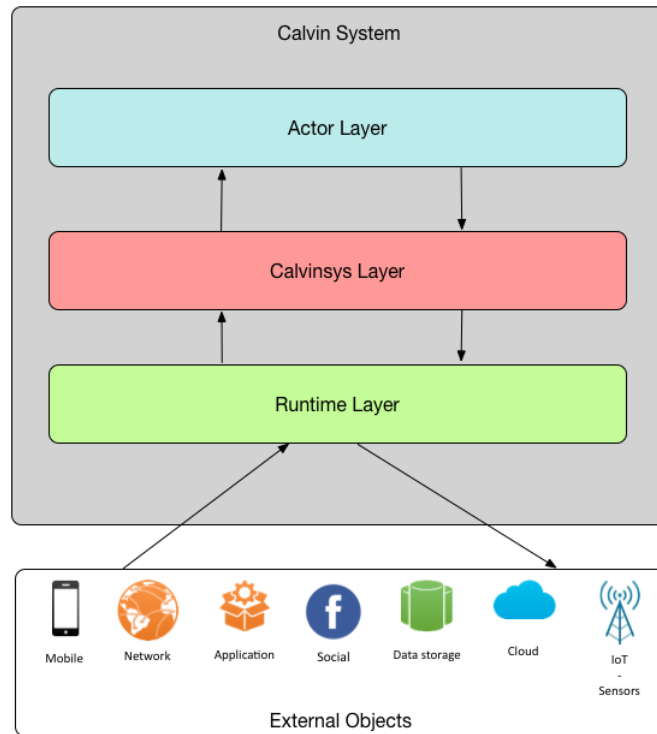 Calvin System
Actor Layer
Calvinsys Layer
Runtime Layer
Mobile
Network
Application
Social
Data storage
Cloud
IoT
-
Sensors
External Objects